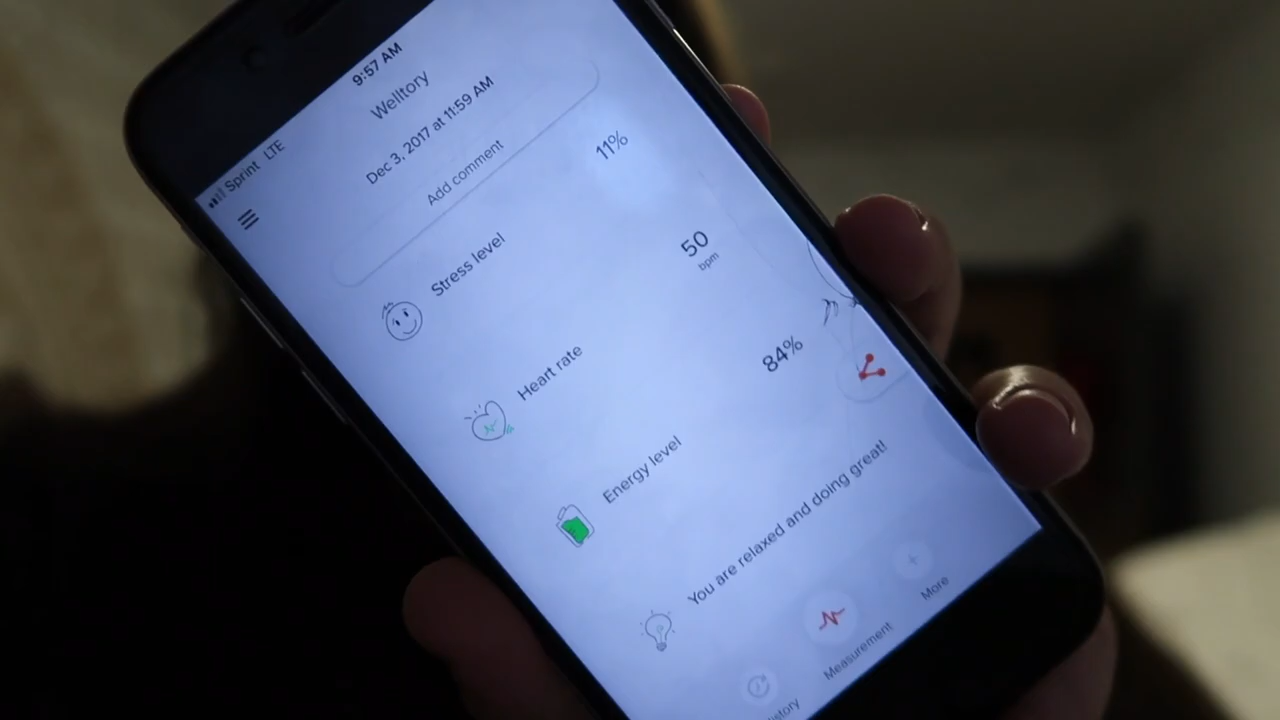 Sprint LTE 9:57 AM
Welltory
Dec 3, 2017 at 11:59 AM
Add comment
Stress level 11%
Heart rate 50
bpm
Energy level 84%
You are relaxed and doing great!
Measurement More